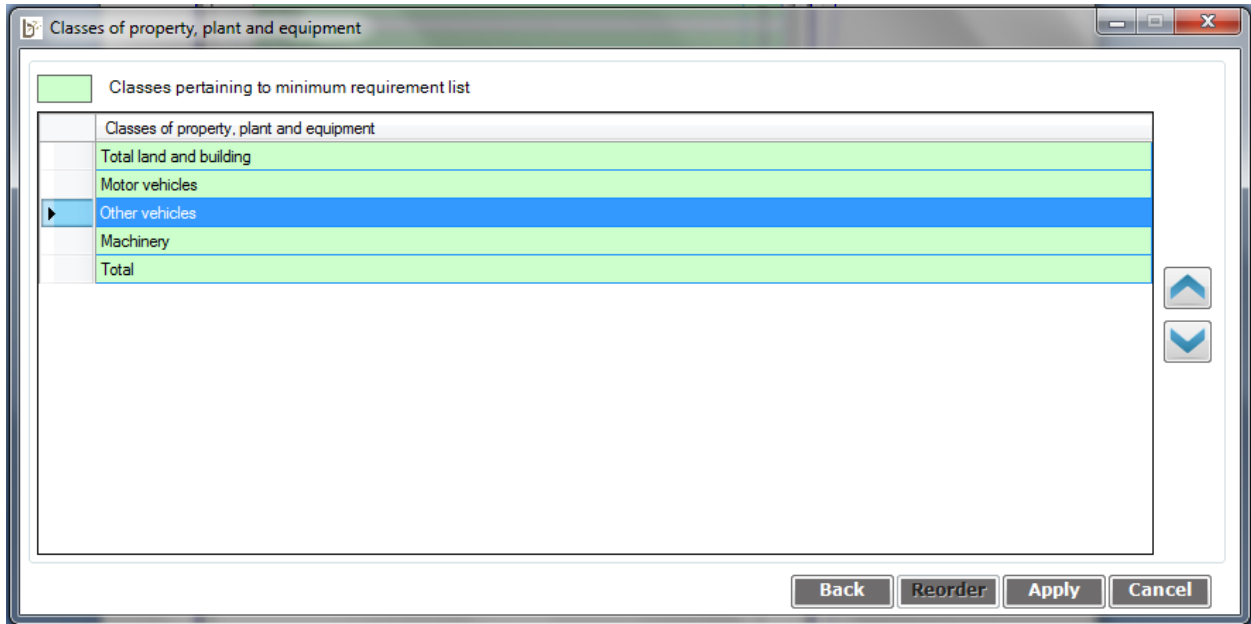 Classes of property, plant and equipment
Classes pertaining to minimum requirement list
Classes of property, plant and equipment
Total land and building
Motor vehicles
Other vehicles
Machinery
Total
Back Reorder Apply Cancel